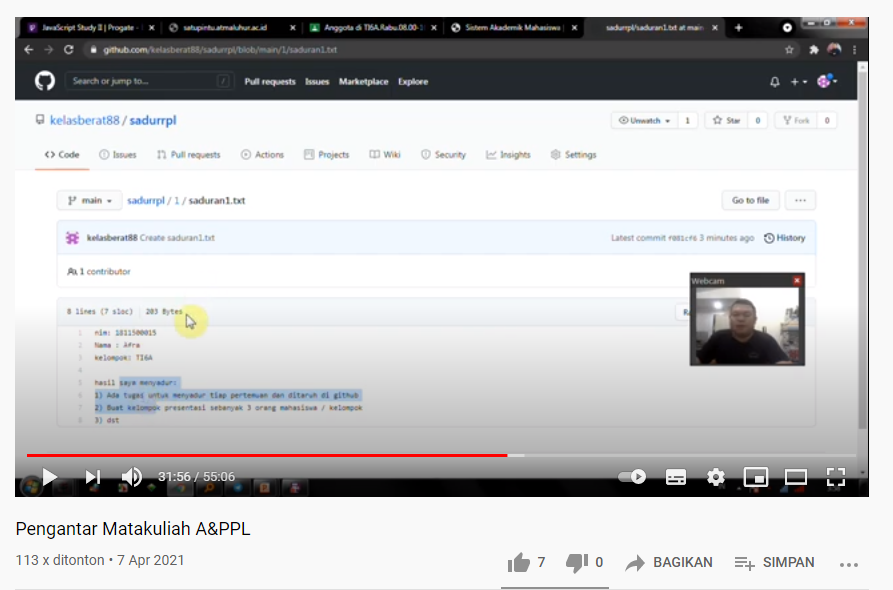 JavaScript Study II | Progate -
satupintu.atmaluhur.ac.id
Anggota di TI6A.Rabu.08.00-1
Sistem Akademik Mahasiswa |
sadurrpl/saduran1.txt at main
github.com/kelasberat88/sadurrpl/blob/main/1/saduran1.txt
Search or jump to...
/
Pull requests
Issues
Marketplace
Explore
kelasberat88 / sadurrpl
Unwatch
1
Star
0
Fork
0
Code
Issues
Pull requests
Actions
Projects
Wiki
Security
Insights
Settings
main
sadurrpl / 1 / saduran1.txt
Go to file
...
kelasberat88 Create saduran1.txt
Latest commit
3 minutes ago
History
1 contributor
Webcam
8 lines (7 sloc)
203 Bytes
1 nim: 1811500015
2 Nama : Afra
3 kelompok: TI6A
4
5 hasil saya menyadur:
6 1) Ada tugas untuk menyadur tiap pertemuan dan ditaruh di github
7 2) Buat kelompok presentasi sebanyak 3 orang mahasiswa / kelompok
8 3) dst
31:56 / 55:06
Pengantar Matakuliah A&PPL
113 x ditonton • 7 Apr 2021
7
0
BAGIKAN
SIMPAN